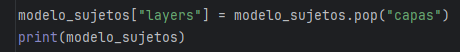 modelo_sujetos["layers"] = modelo_sujetos.pop("capas")
print(modelo_sujetos)